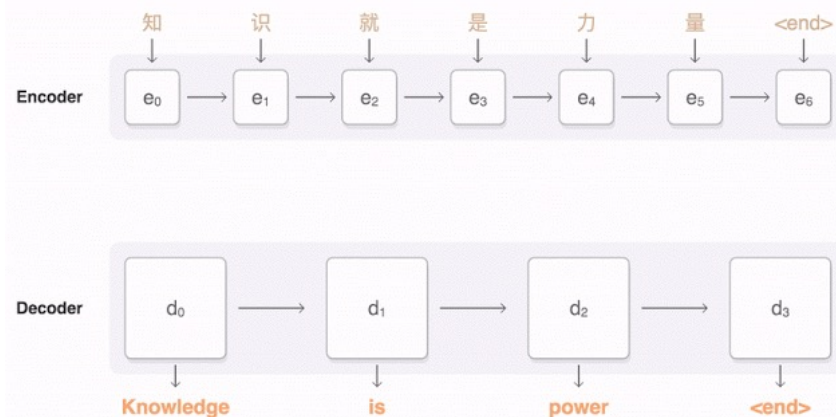 知 识 就 是 力 量 <end>
Encoder e₀ e₁ e₂ e₃ e₄ e₅ e₆
Decoder d₀ d₁ d₂ d₃
Knowledge is power <end>